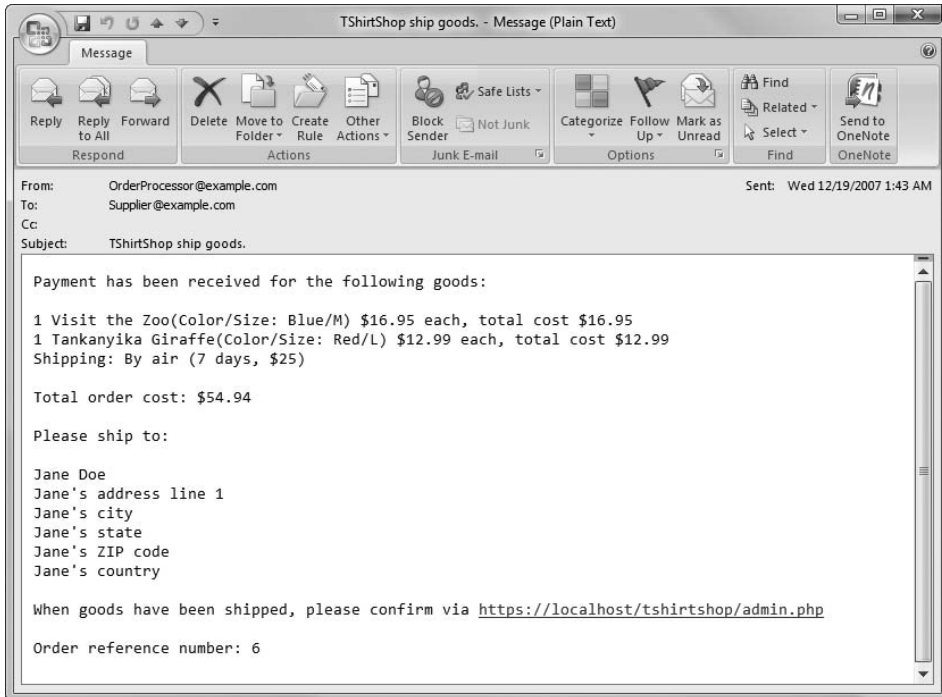 TShirtShop ship goods. - Message (Plain Text)
Message
Reply
Reply to All
Forward
Delete
Move to Folder
Create Rule
Other Actions
Block Sender
Safe Lists
Not Junk
Categorize
Follow Up
Mark as Unread
Find
Related
Select
Send to OneNote
Respond
Actions
Junk E-mail
Options
Find
OneNote
From: OrderProcessor@example.com
Sent: Wed 12/19/2007 1:43 AM
To: Supplier@example.com
Cc:
Subject: TShirtShop ship goods.
Payment has been received for the following goods:
1 Visit the Zoo(Color/Size: Blue/M) $16.95 each, total cost $16.95
1 Tankanyika Giraffe(Color/Size: Red/L) $12.99 each, total cost $12.99
Shipping: By air (7 days, $25)
Total order cost: $54.94
Please ship to:
Jane Doe
Jane's address line 1
Jane's city
Jane's state
Jane's ZIP code
Jane's country
When goods have been shipped, please confirm via https://localhost/tshirtshop/admin.php
Order reference number: 6